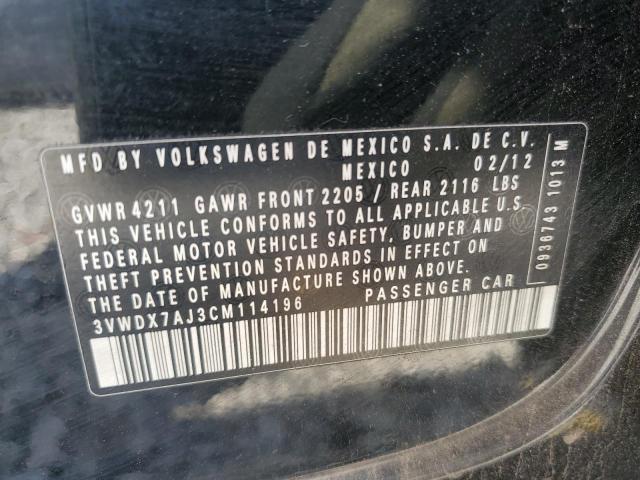 MFD BY VOLKSWAGEN DE MEXICO S.A. DE C.V.
MEXICO 02/12
GVWR 4211 GAWR FRONT 2205 / REAR 2116 LBS
THIS VEHICLE CONFORMS TO ALL APPLICABLE U.S.
FEDERAL MOTOR VEHICLE SAFETY, BUMPER AND
THEFT PREVENTION STANDARDS IN EFFECT ON
THE DATE OF MANUFACTURE SHOWN ABOVE.
3VWDX7AJ3CM114196 PASSENGER CAR
0936743 1013 M